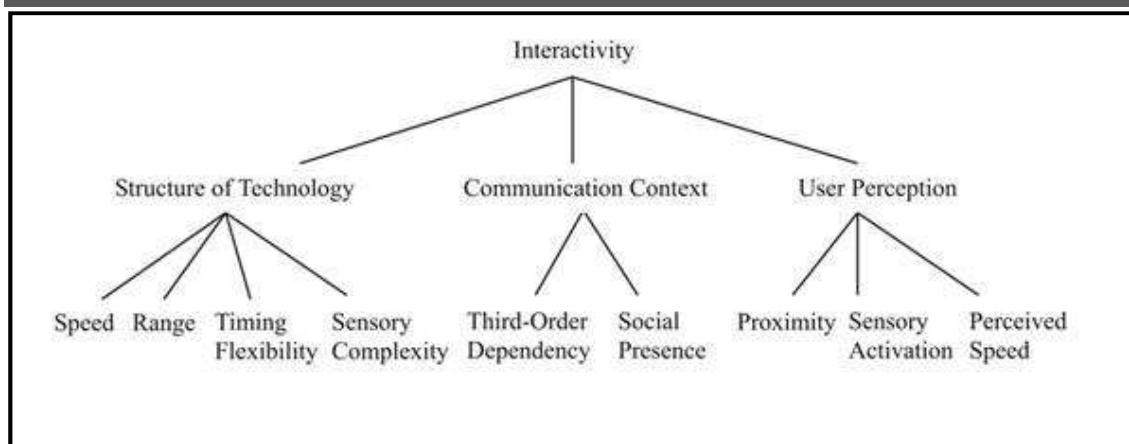 Interactivity
Structure of Technology Communication Context User Perception
Speed Range Timing Sensory Third-Order Social Proximity Sensory Perceived
Flexibility Complexity Dependency Presence Activation Speed